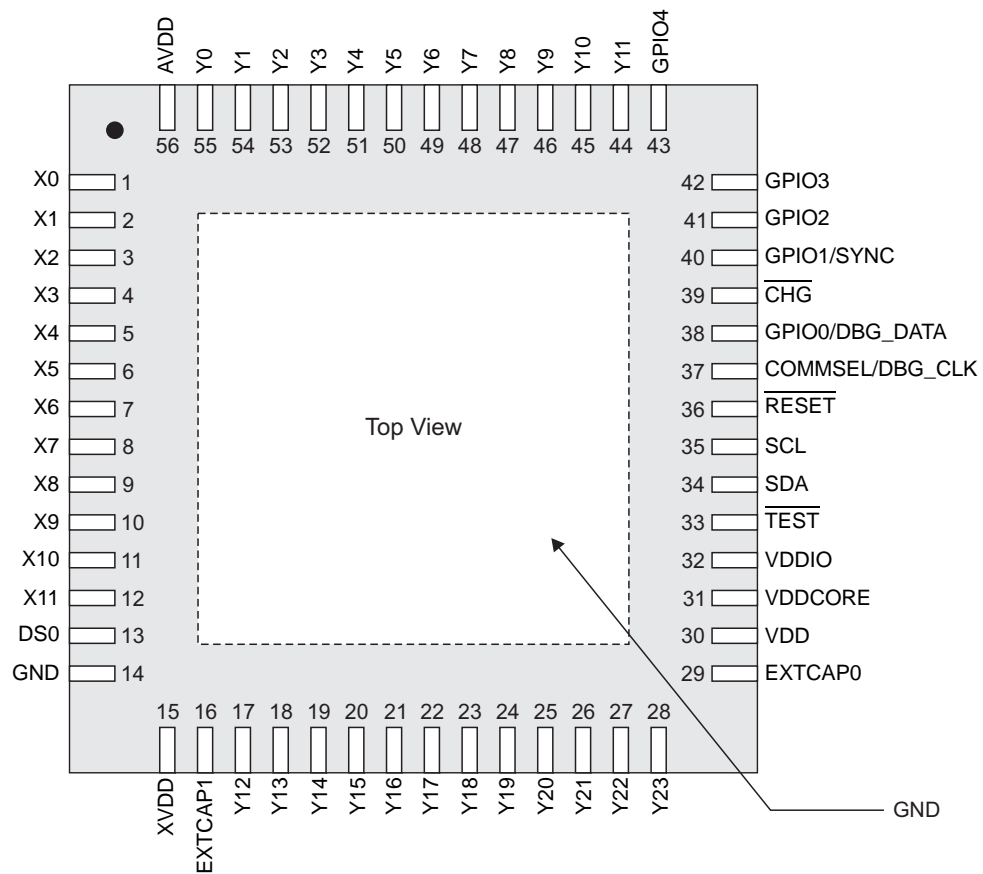 AVDD Y0 Y1 Y2 Y3 Y4 Y5 Y6 Y7 Y8 Y9 Y10 Y11 GPIO4
56 55 54 53 52 51 50 49 48 47 46 45 44 43
X0 1 42 GPIO3
X1 2 41 GPIO2
X2 3 40 GPIO1/SYNC
X3 4 39 CHG
X4 5 38 GPIO0/DBG_DATA
X5 6 37 COMMSEL/DBG_CLK
X6 7 36 RESET
X7 8 Top View 35 SCL
X8 9 34 SDA
X9 10 33 TEST
X10 11 32 VDDIO
X11 12 31 VDDCORE
DS0 13 30 VDD
GND 14 29 EXTCAP0
15 16 17 18 19 20 21 22 23 24 25 26 27 28
XVDD EXTCAP1 Y12 Y13 Y14 Y15 Y16 Y17 Y18 Y19 Y20 Y21 Y22 Y23
GND